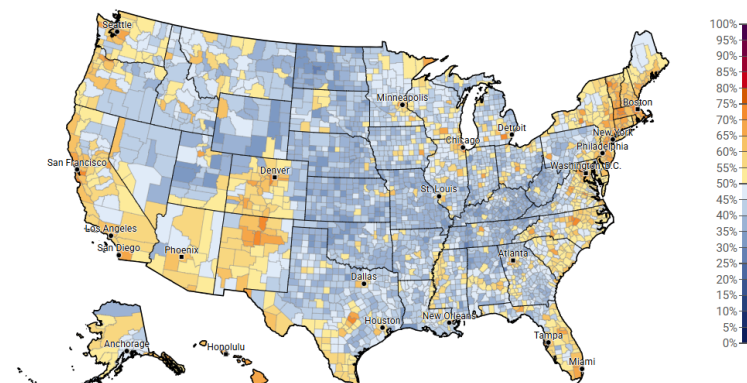 Seattle
Minneapolis
Boston
Detroit
New York
Chicago
Philadelphia
San Francisco
Denver
Washington D.C.
St. Louis
Los Angeles
San Diego
Phoenix
Atlanta
Dallas
Houston
New Orleans
Tampa
Anchorage
Honolulu
Miami
100%
95%
90%
85%
80%
75%
70%
65%
60%
55%
50%
45%
40%
35%
30%
25%
20%
15%
10%
5%
0%